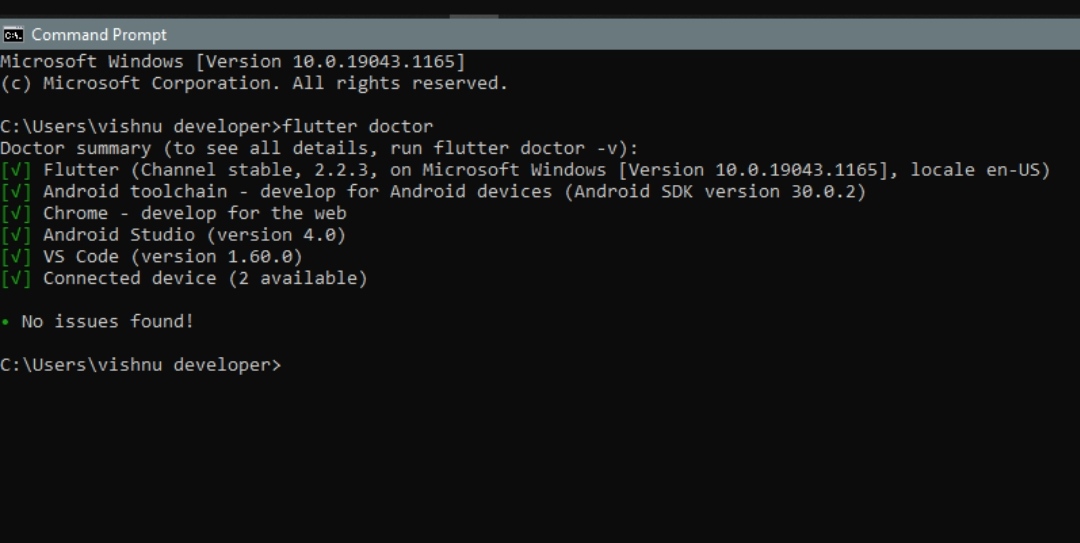 Command Prompt
Microsoft Windows [Version 10.0.19043.1165]
(c) Microsoft Corporation. All rights reserved.
C:\Users\vishnu developer>flutter doctor
Doctor summary (to see all details, run flutter doctor -v):
[√] Flutter (Channel stable, 2.2.3, on Microsoft Windows [Version 10.0.19043.1165], locale en-US)
[√] Android toolchain - develop for Android devices (Android SDK version 30.0.2)
[√] Chrome - develop for the web
[√] Android Studio (version 4.0)
[√] VS Code (version 1.60.0)
[√] Connected device (2 available)
• No issues found!
C:\Users\vishnu developer>